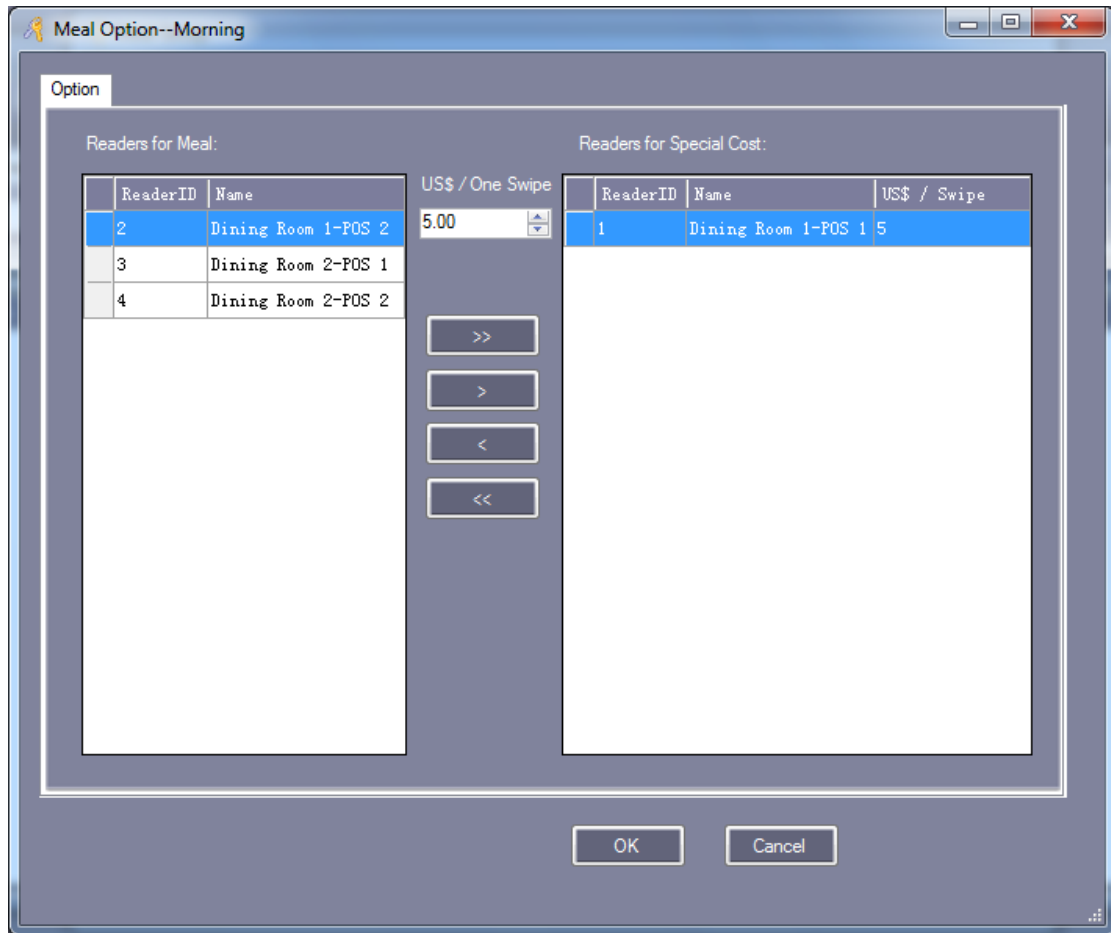 Meal Option--Morning
Option
Readers for Meal:
ReaderID Name
2 Dining Room 1-POS 2
3 Dining Room 2-POS 1
4 Dining Room 2-POS 2
US$ / One Swipe
5.00
>>
>
<
<<
Readers for Special Cost:
ReaderID Name US$ / Swipe
1 Dining Room 1-POS 1 5
OK Cancel